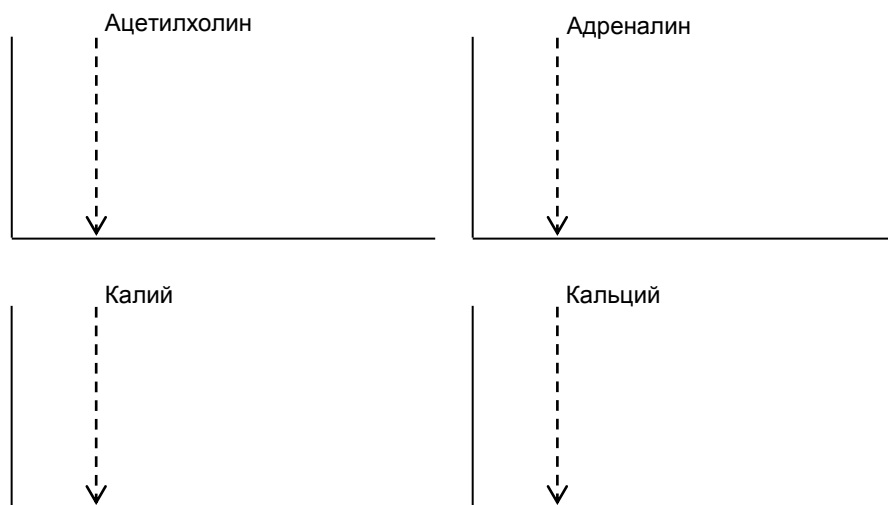 Ацетилхолин
Адреналин
Калий
Кальций